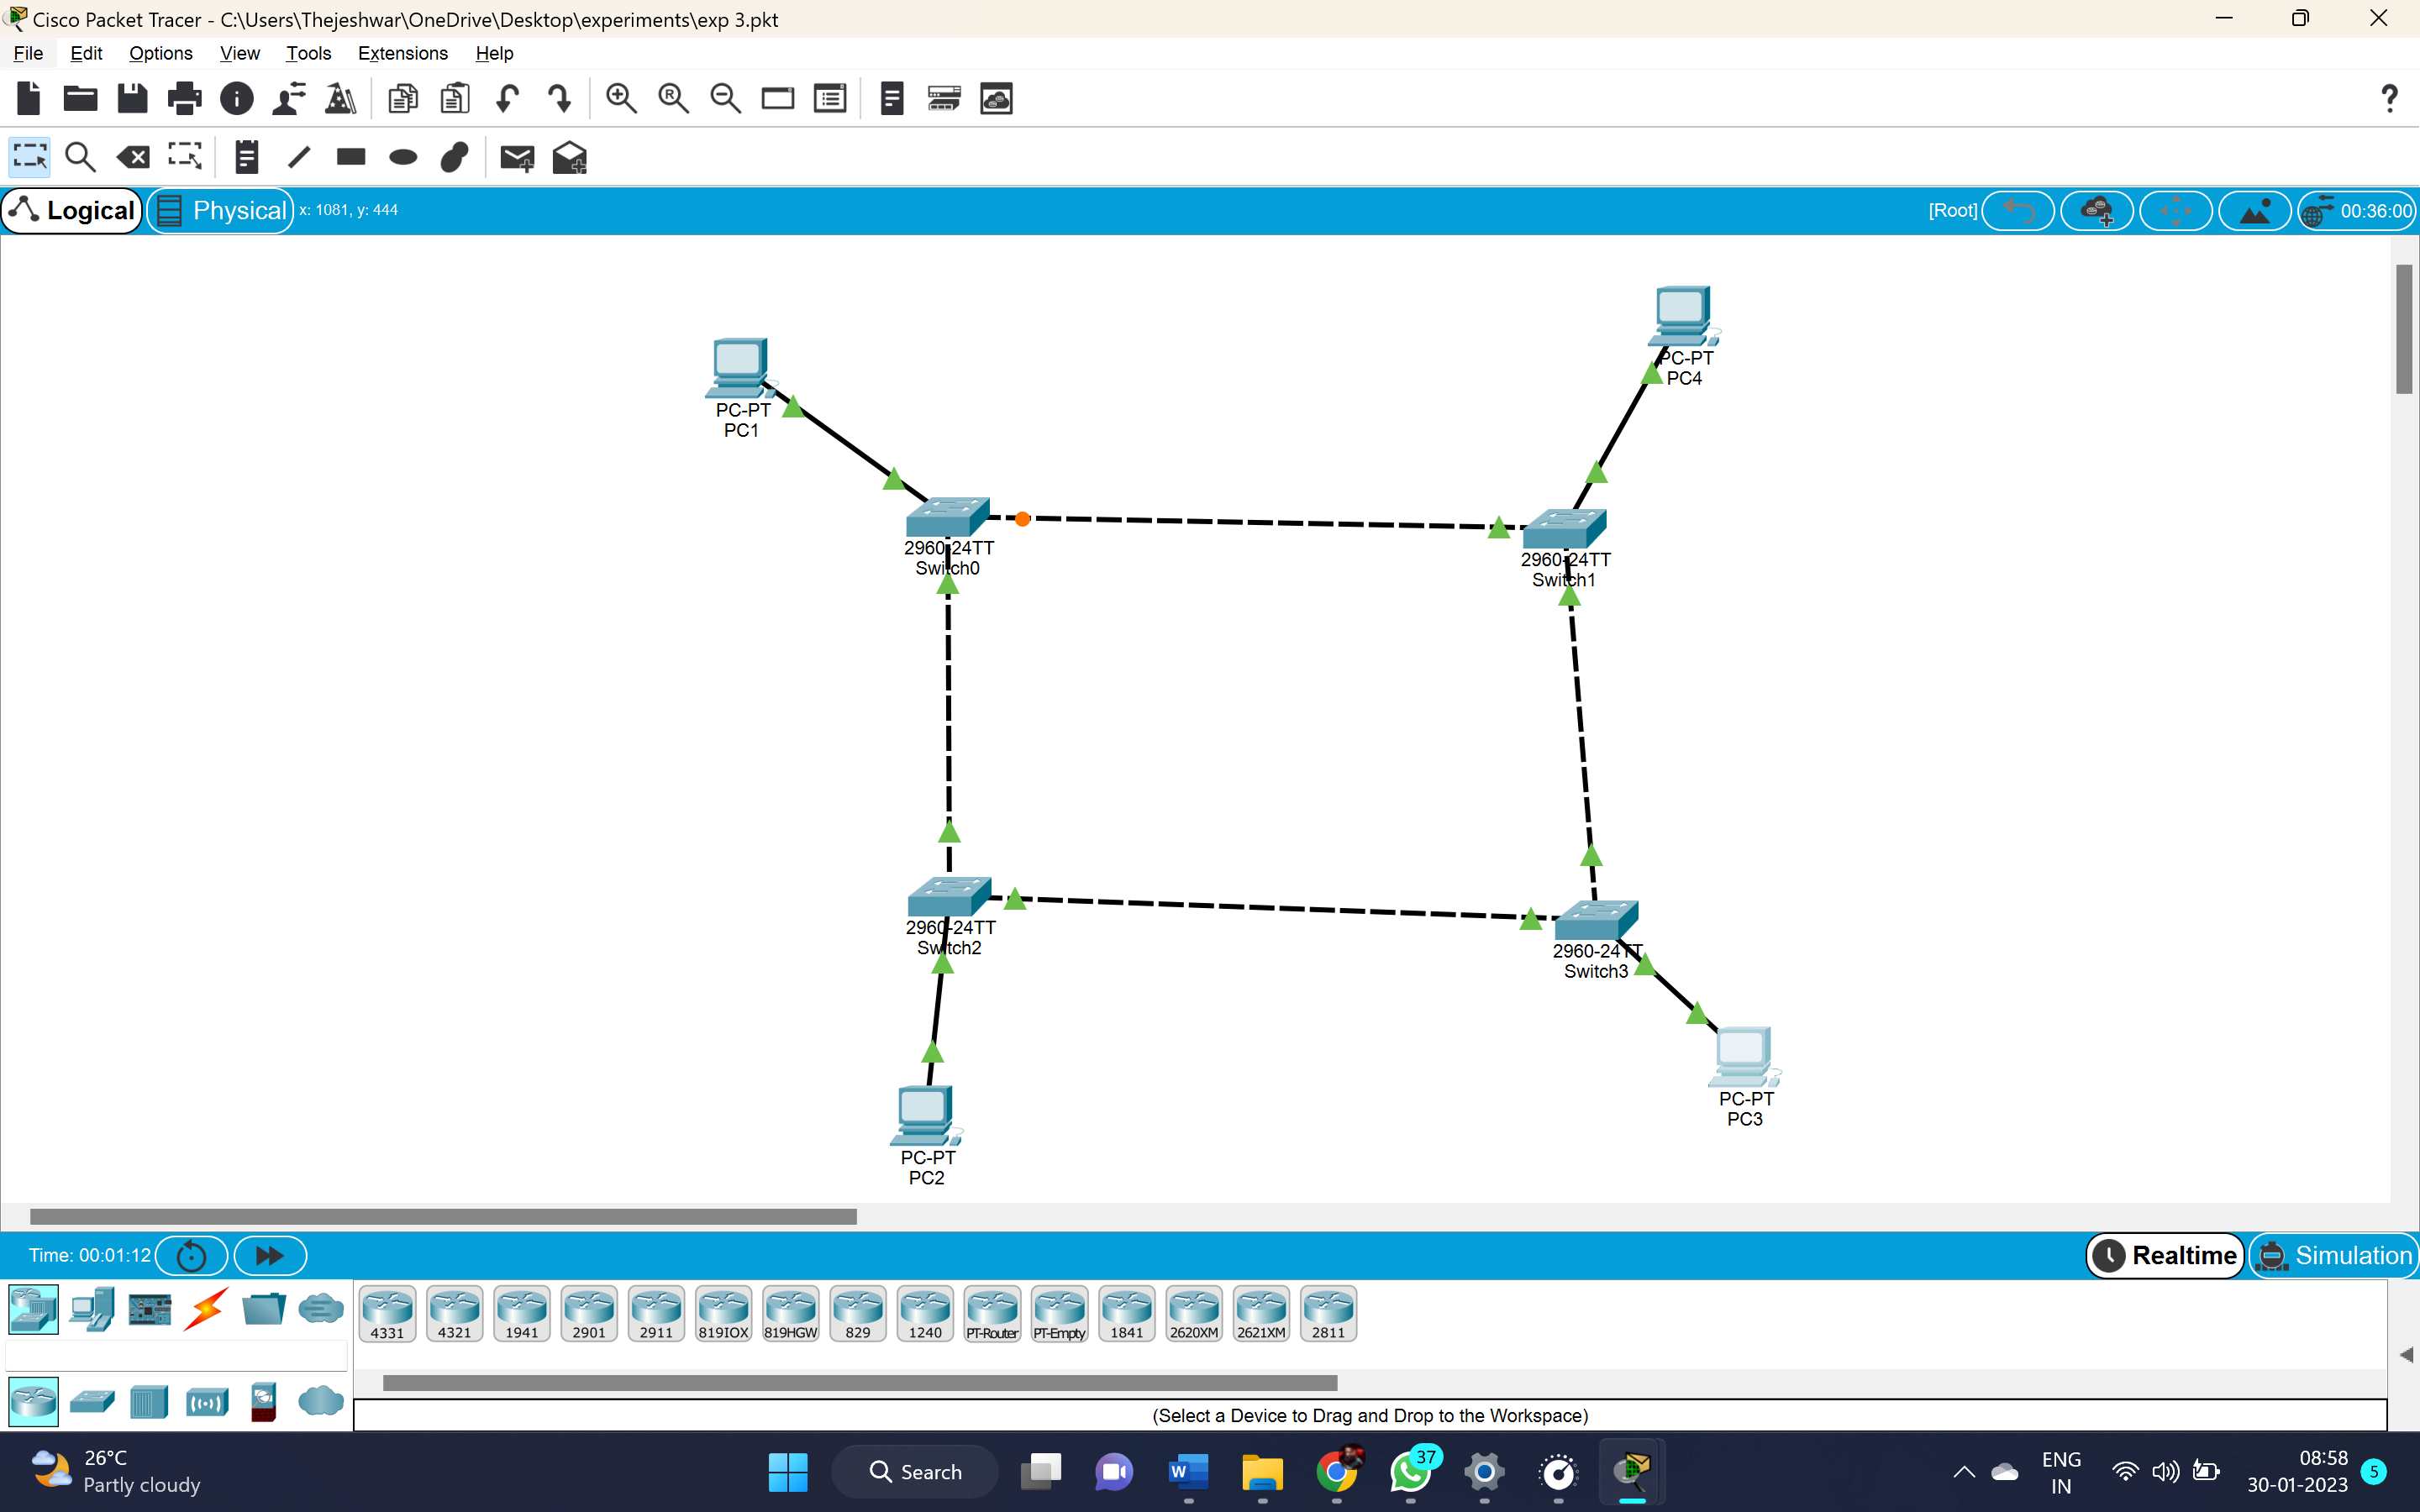 Cisco Packet Tracer - C:\Users\Thejeshwar\OneDrive\Desktop\experiments\exp 3.pkt
File Edit Options View Tools Extensions Help
Logical Physical x: 1081, y: 444 [Root] 00:36:00
PC-PT
PC4
PC-PT
PC1
2960-24TT
Switch0
2960-24TT
Switch1
2960-24TT
Switch2
2960-24TT
Switch3
PC-PT
PC3
PC-PT
PC2
Time: 00:01:12 Realtime Simulation
4331 4321 1941 2901 2911 819IOX 819HGW 829 1240 PT-Router PT-Empty 1841 2620XM 2621XM 2811
(Select a Device to Drag and Drop to the Workspace)
26°C
Partly cloudy
Search
37
ENG
IN
08:58
30-01-2023
5